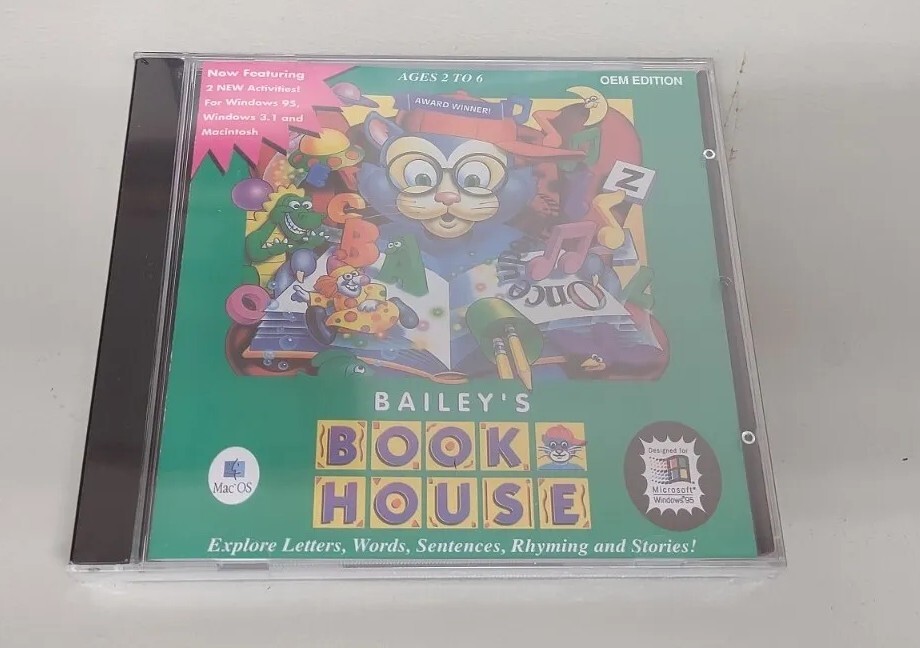 Now Featuring
2 NEW Activities!
For Windows 95,
Windows 3.1 and
Macintosh
AGES 2 TO 6
OEM EDITION
AWARD WINNER!
D
Z
C
B
A
Once
BAILEY'S
BOOK
HOUSE
Mac OS
Designed for
Microsoft®
Windows®95
Explore Letters, Words, Sentences, Rhyming and Stories!